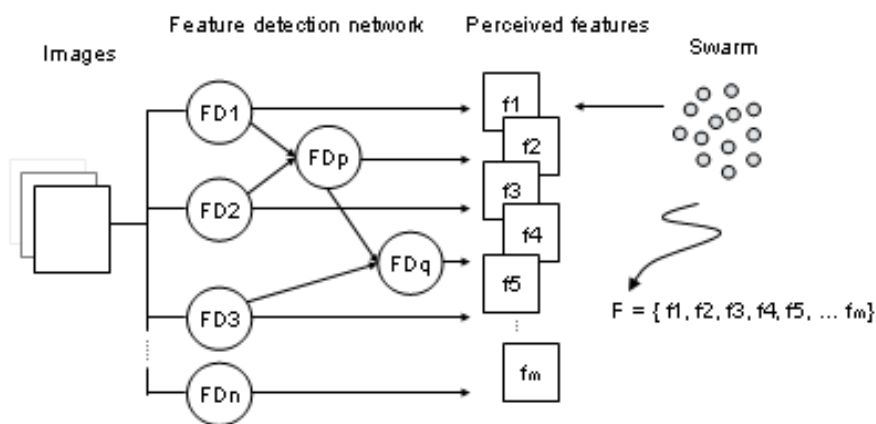 Feature detection network
Perceived features
Images
Swarm
FD1
FDp
FD2
FDq
FD3
FDn
f1
f2
f3
f4
f5
fm
F = { f1, f2, f3, f4, f5, ... fm}